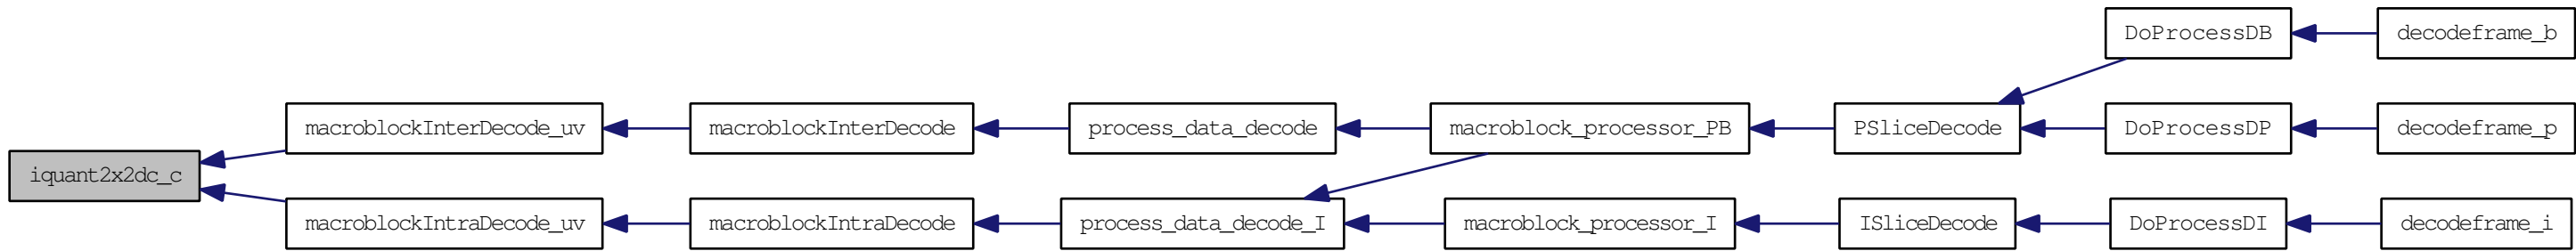 DoProcessDB
decodeframe_b
macroblockInterDecode_uv
macroblockInterDecode
process_data_decode
macroblock_processor_PB
PSliceDecode
DoProcessDP
decodeframe_p
iquant2x2dc_c
macroblockIntraDecode_uv
macroblockIntraDecode
process_data_decode_I
macroblock_processor_I
ISliceDecode
DoProcessDI
decodeframe_i